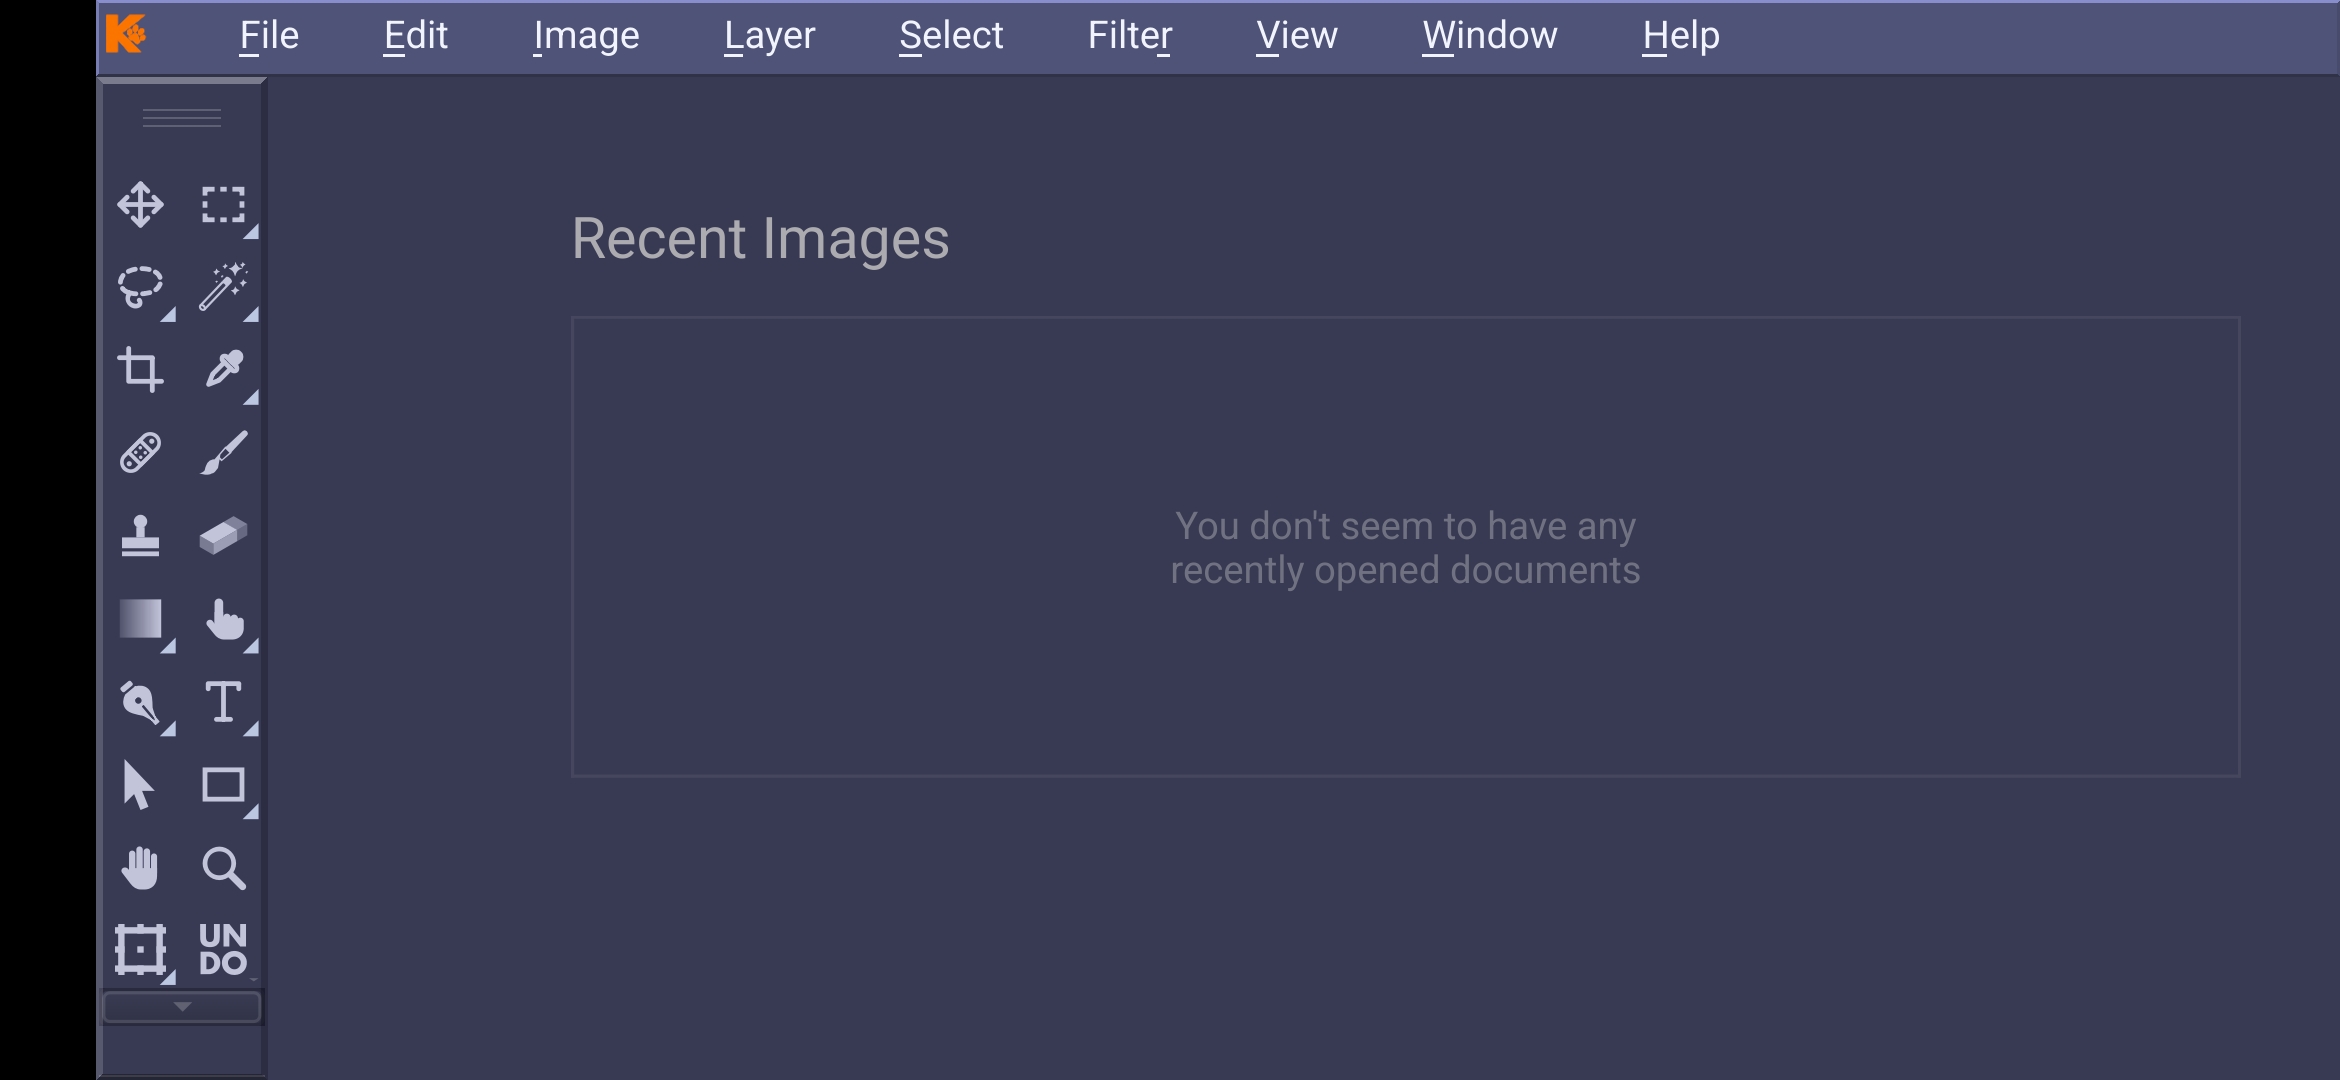 File Edit Image Layer Select Filter View Window Help
Recent Images
You don't seem to have any
recently opened documents
T
UN
DO